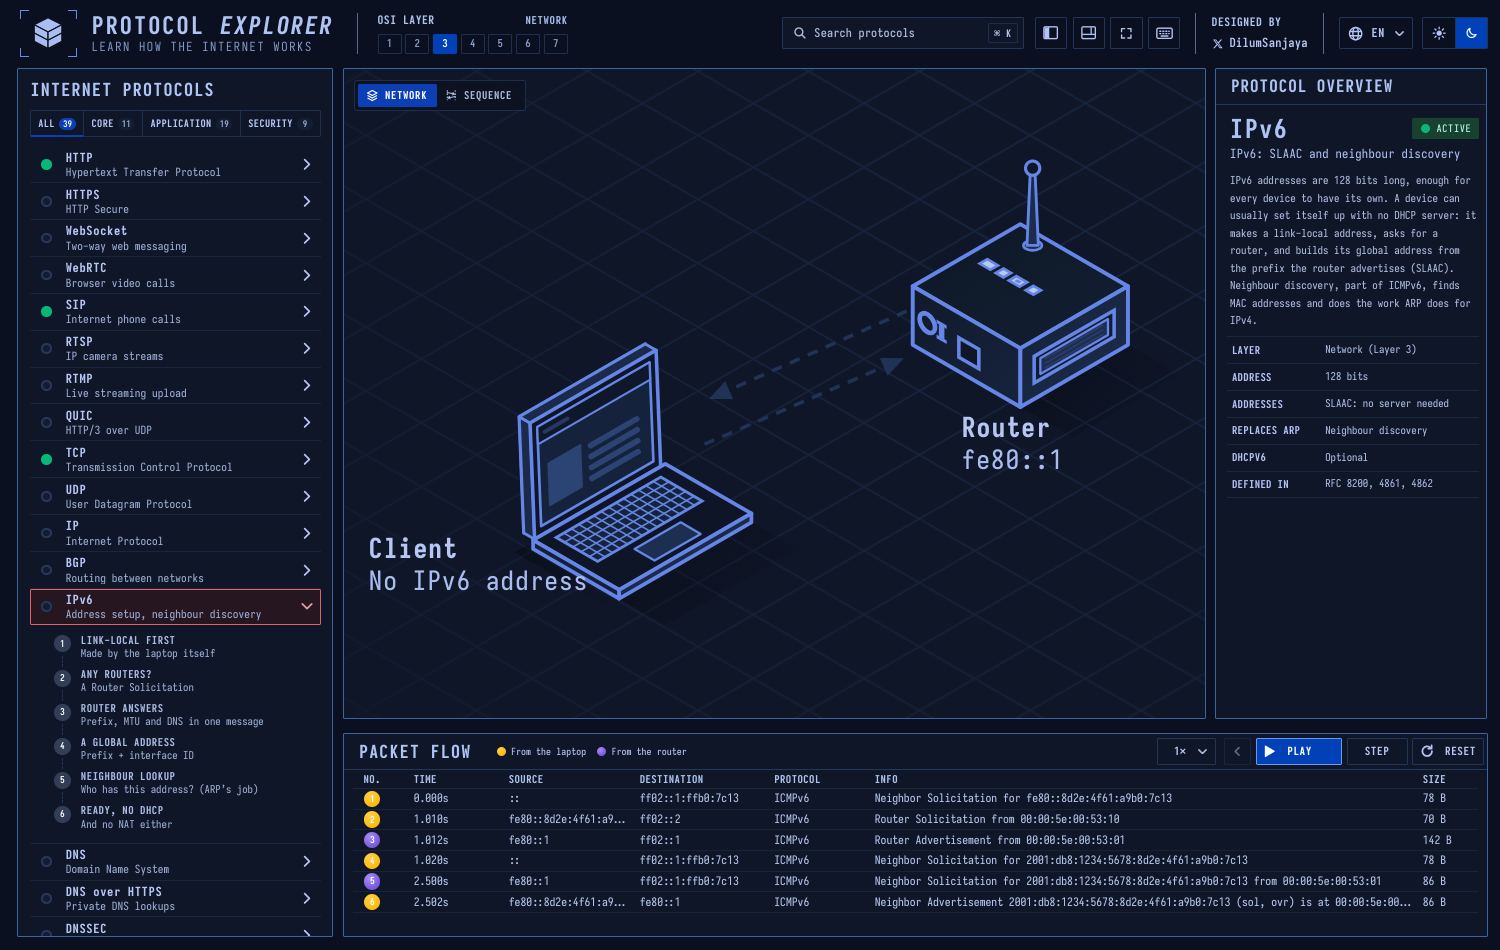 PROTOCOL EXPLORER
LEARN HOW THE INTERNET WORKS
OSI LAYER NETWORK
1 2 3 4 5 6 7
Search protocols ⌘ K
DESIGNED BY
DilumSanjaya
EN
INTERNET PROTOCOLS
ALL 39 CORE 11 APPLICATION 19 SECURITY 9
HTTP
Hypertext Transfer Protocol
HTTPS
HTTP Secure
WebSocket
Two-way web messaging
WebRTC
Browser video calls
SIP
Internet phone calls
RTSP
IP camera streams
RTMP
Live streaming upload
QUIC
HTTP/3 over UDP
TCP
Transmission Control Protocol
UDP
User Datagram Protocol
IP
Internet Protocol
BGP
Routing between networks
IPv6
Address setup, neighbour discovery
1 LINK-LOCAL FIRST
Made by the laptop itself
2 ANY ROUTERS?
A Router Solicitation
3 ROUTER ANSWERS
Prefix, MTU and DNS in one message
4 A GLOBAL ADDRESS
Prefix + interface ID
5 NEIGHBOUR LOOKUP
Who has this address? (ARP's job)
6 READY, NO DHCP
And no NAT either
DNS
Domain Name System
DNS over HTTPS
Private DNS lookups
DNSSEC
NETWORK SEQUENCE
Router
fe80::1
Client
No IPv6 address
PROTOCOL OVERVIEW
IPv6 ACTIVE
IPv6: SLAAC and neighbour discovery
IPv6 addresses are 128 bits long, enough for
every device to have its own. A device can
usually set itself up with no DHCP server: it
makes a link-local address, asks for a
router, and builds its global address from
the prefix the router advertises (SLAAC).
Neighbour discovery, part of ICMPv6, finds
MAC addresses and does the work ARP does for
IPv4.
LAYER Network (Layer 3)
ADDRESS 128 bits
ADDRESSES SLAAC: no server needed
REPLACES ARP Neighbour discovery
DHCPV6 Optional
DEFINED IN RFC 8200, 4861, 4862
PACKET FLOW From the laptop From the router 1× PLAY STEP RESET
NO. TIME SOURCE DESTINATION PROTOCOL INFO SIZE
1 0.000s :: ff02::1:ffb0:7c13 ICMPv6 Neighbor Solicitation for fe80::8d2e:4f61:a9b0:7c13 78 B
2 1.010s fe80::8d2e:4f61:a9... ff02::2 ICMPv6 Router Solicitation from 00:00:5e:00:53:10 70 B
3 1.012s fe80::1 ff02::1 ICMPv6 Router Advertisement from 00:00:5e:00:53:01 142 B
4 1.020s :: ff02::1:ffb0:7c13 ICMPv6 Neighbor Solicitation for 2001:db8:1234:5678:8d2e:4f61:a9b0:7c13 78 B
5 2.500s fe80::1 ff02::1:ffb0:7c13 ICMPv6 Neighbor Solicitation for 2001:db8:1234:5678:8d2e:4f61:a9b0:7c13 from 00:00:5e:00:53:01 86 B
6 2.502s fe80::8d2e:4f61:a9... fe80::1 ICMPv6 Neighbor Advertisement 2001:db8:1234:5678:8d2e:4f61:a9b0:7c13 (sol, ovr) is at 00:00:5e:00... 86 B